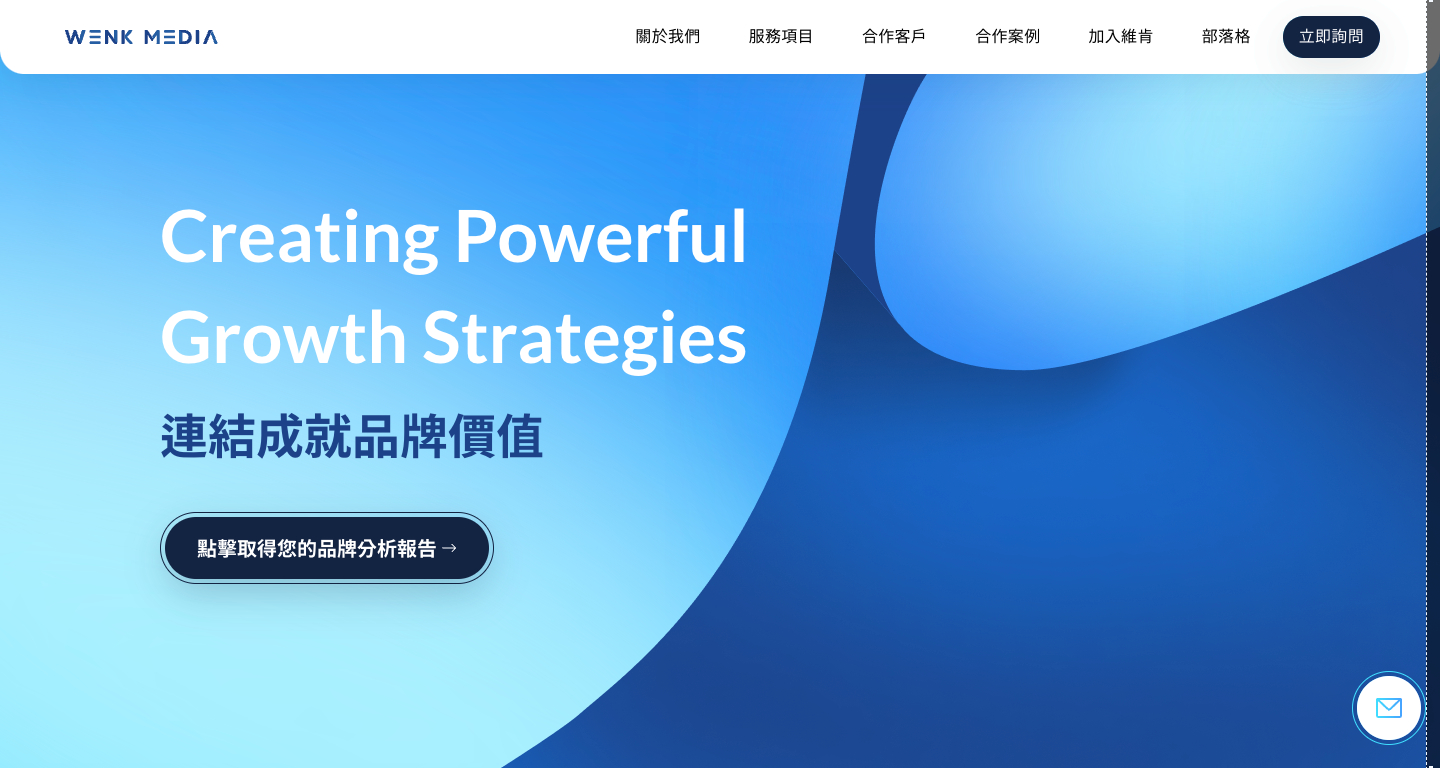 WENK MEDIA
關於我們
服務項目
合作客戶
合作案例
加入維肯
部落格
立即詢問
Creating Powerful
Growth Strategies
連結成就品牌價值
點擊取得您的品牌分析報告→